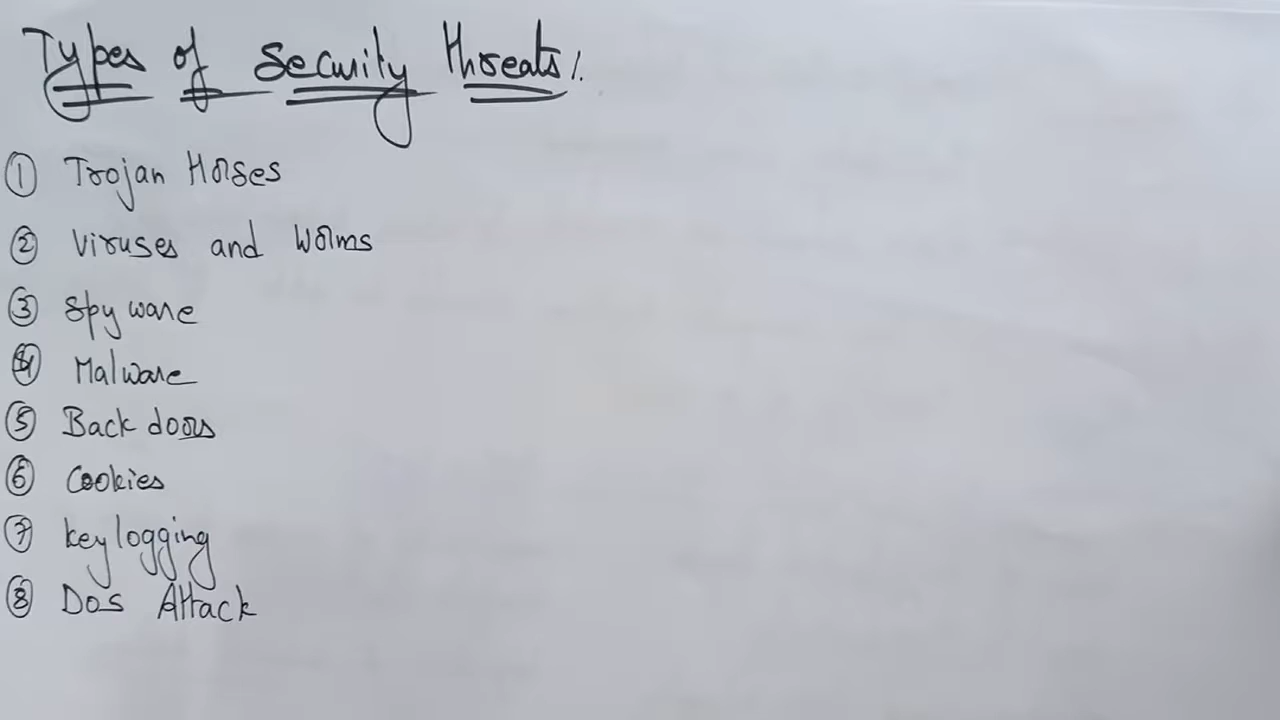 Types of Security threats:
① Trojan Horses
② Viruses and Worms
③ Spyware
④ Malware
⑤ Back doors
⑥ Cookies
⑦ keylogging
⑧ Dos Attack